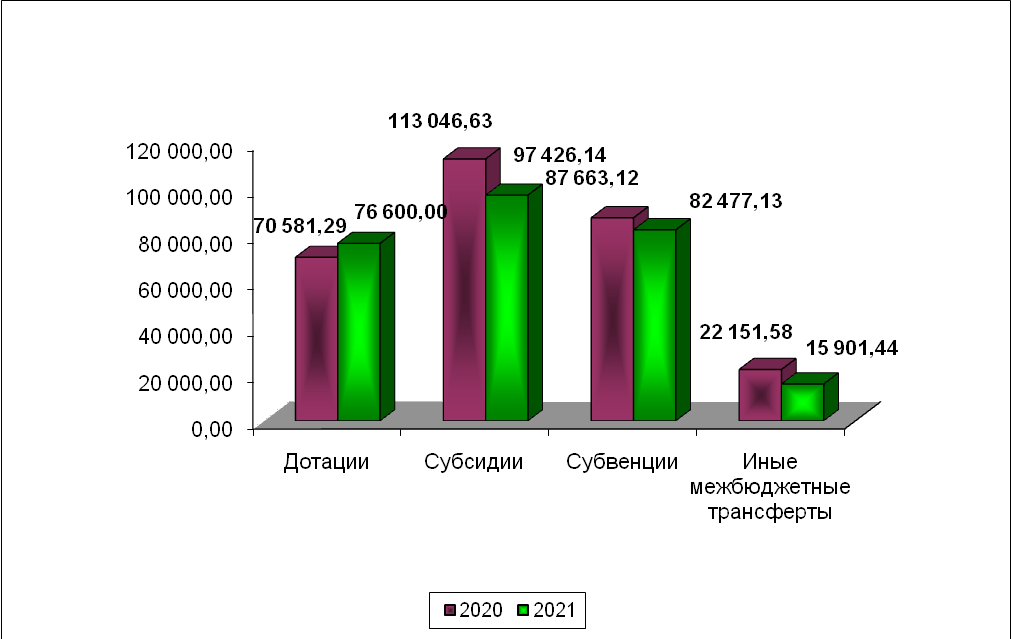 113 046,63
120 000,00
97 426,14
87 663,12
100 000,00
82 477,13
76 600,00
70 581,29
80 000,00
60 000,00
40 000,00
22 151,58
15 901,44
20 000,00
0,00
Дотации
Субсидии
Субвенции
Иные
межбюджетные
трансферты
2020
2021